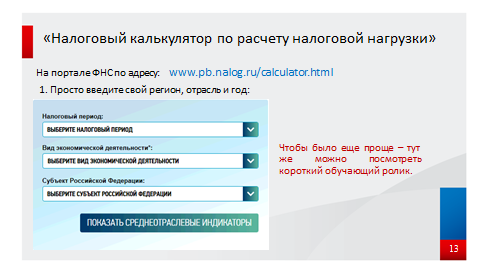 «Налоговый калькулятор по расчету налоговой нагрузки»
На портале ФНС по адресу: www.pb.nalog.ru/calculator.html
1. Просто введите свой регион, отрасль и год:
Налоговый период:
ВЫБЕРИТЕ НАЛОГОВЫЙ ПЕРИОД
Вид экономической деятельности*:
ВЫБЕРИТЕ ВИД ЭКОНОМИЧЕСКОЙ ДЕЯТЕЛЬНОСТИ
Субъект Российской Федерации:
ВЫБЕРИТЕ СУБЪЕКТ РОССИЙСКОЙ ФЕДЕРАЦИИ
ПОКАЗАТЬ СРЕДНЕОТРАСЛЕВЫЕ ИНДИКАТОРЫ
Чтобы было еще проще – тут
же можно посмотреть
короткий обучающий ролик.
13